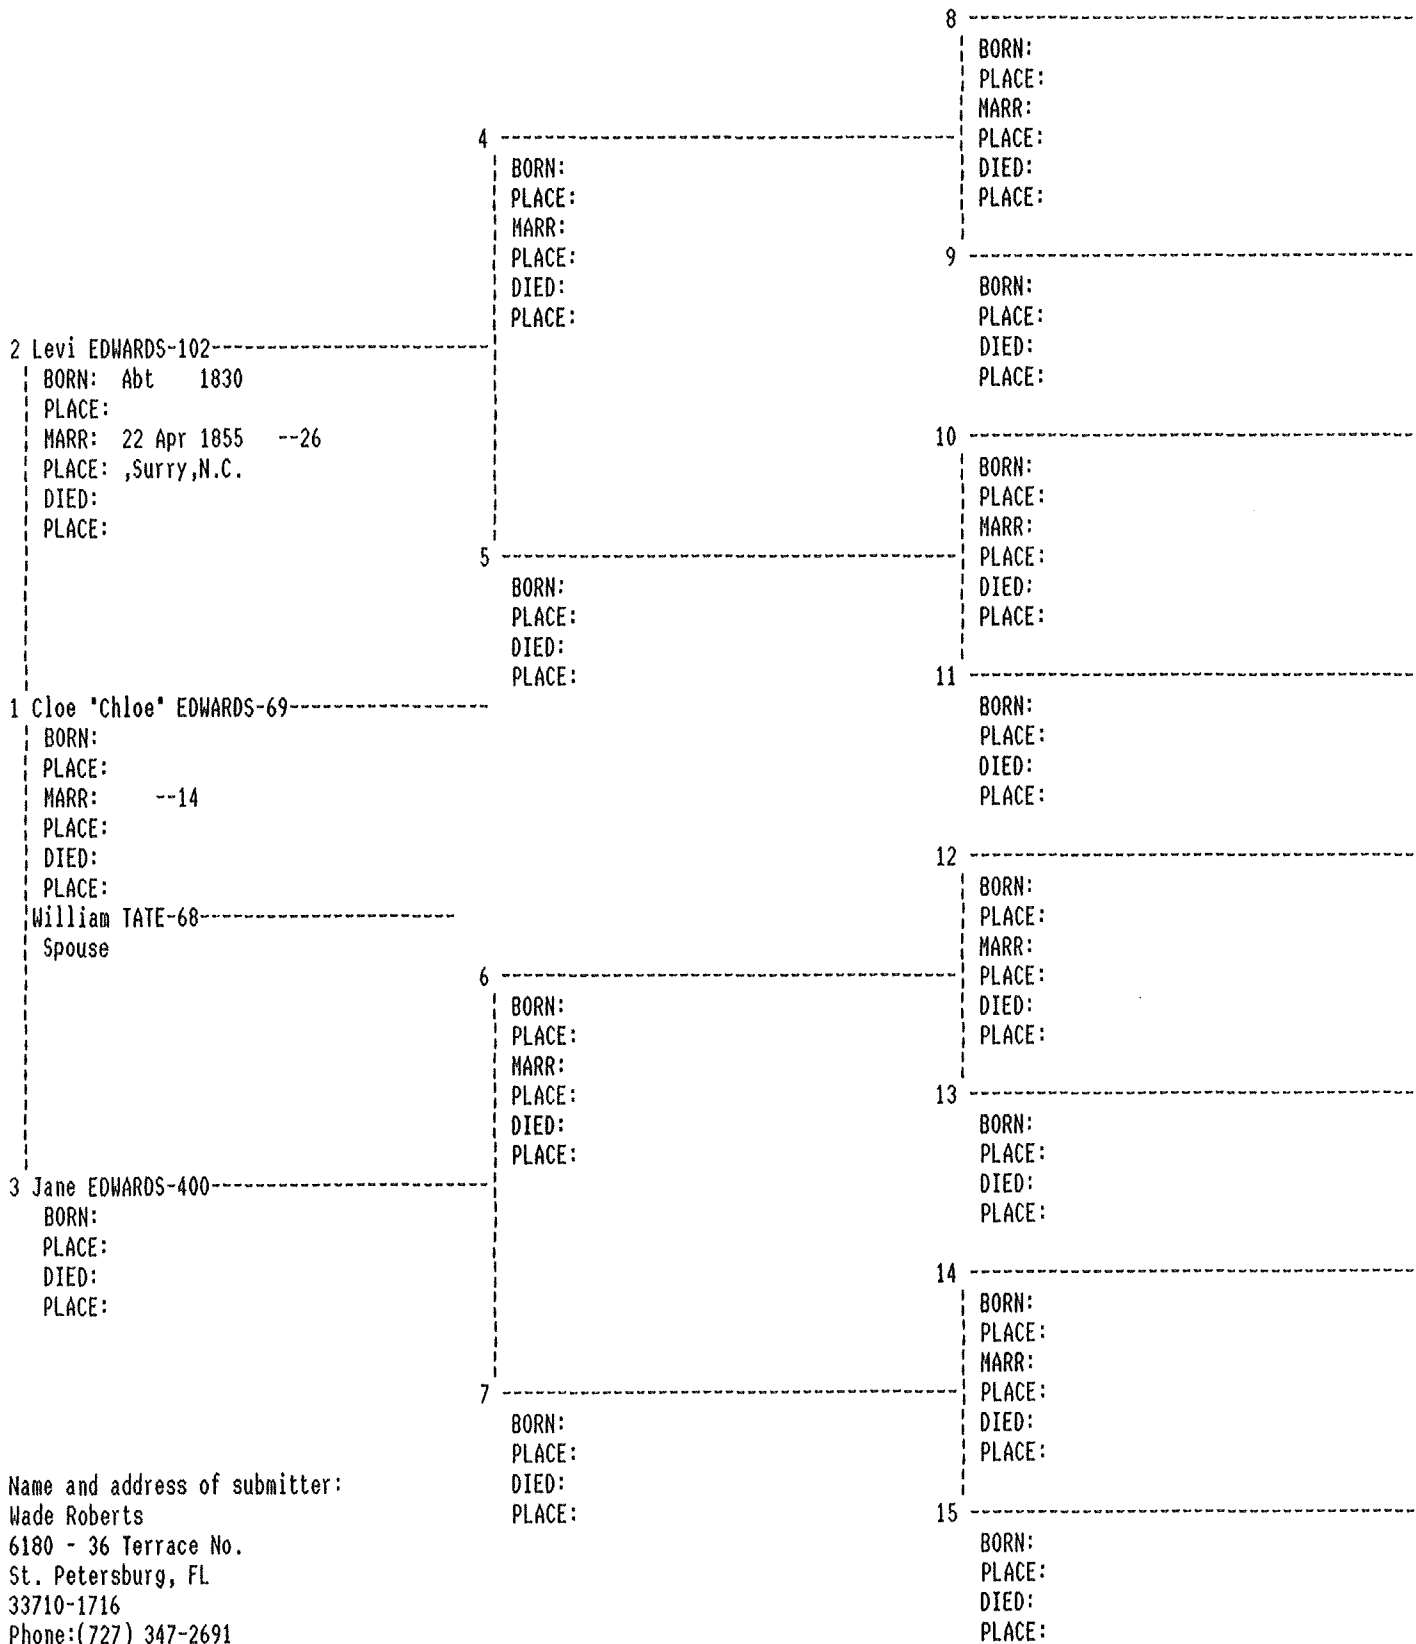 8
BORN:
PLACE:
MARR:
PLACE:
DIED:
PLACE:
4
BORN:
PLACE:
MARR:
PLACE:
DIED:
PLACE:
9
BORN:
PLACE:
DIED:
PLACE:
2 Levi EDWARDS-102
BORN: Abt 1830
PLACE:
MARR: 22 Apr 1855 --26
PLACE: ,Surry,N.C.
DIED:
PLACE:
10
BORN:
PLACE:
MARR:
PLACE:
DIED:
PLACE:
5
BORN:
PLACE:
DIED:
PLACE:
11
BORN:
PLACE:
DIED:
PLACE:
1 Cloe "Chloe" EDWARDS-69
BORN:
PLACE:
MARR: --14
PLACE:
DIED:
PLACE:
William TATE-68
Spouse
12
BORN:
PLACE:
MARR:
PLACE:
DIED:
PLACE:
6
BORN:
PLACE:
MARR:
PLACE:
DIED:
PLACE:
13
BORN:
PLACE:
DIED:
PLACE:
3 Jane EDWARDS-400
BORN:
PLACE:
DIED:
PLACE:
14
BORN:
PLACE:
MARR:
PLACE:
DIED:
PLACE:
7
BORN:
PLACE:
DIED:
PLACE:
15
BORN:
PLACE:
DIED:
PLACE:
Name and address of submitter:
Wade Roberts
6180 - 36 Terrace No.
St. Petersburg, FL
33710-1716
Phone:(727) 347-2691